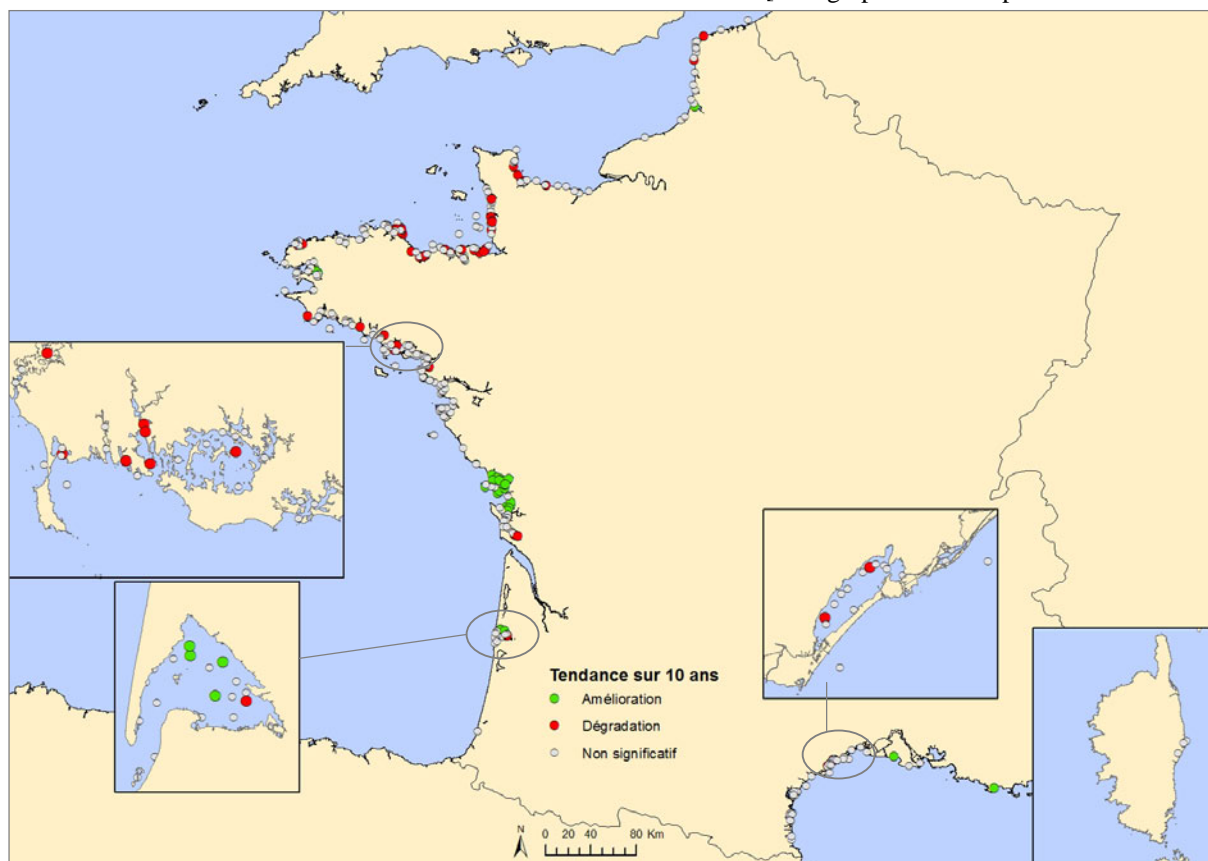 Tendance sur 10 ans
Amélioration
Dégradation
Non significatif
N
0 20 40 80 Km